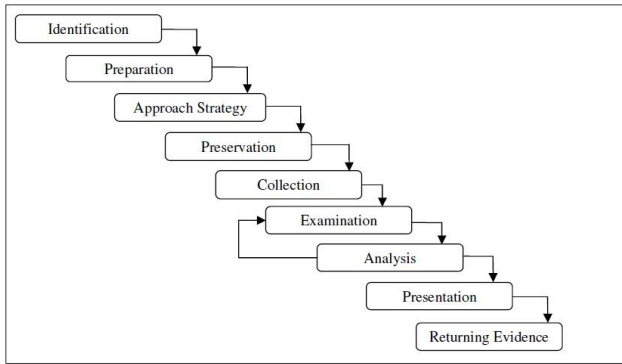 Identification
Preparation
Approach Strategy
Preservation
Collection
Examination
Analysis
Presentation
Returning Evidence